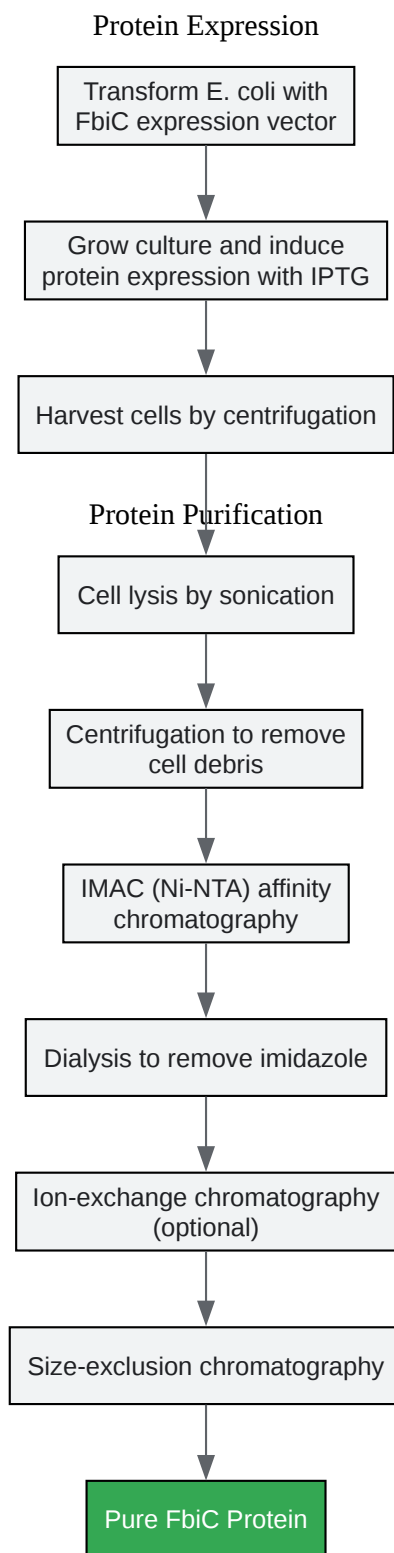 Protein Expression
Transform E. coli with
FbiC expression vector
Grow culture and induce
protein expression with IPTG
Harvest cells by centrifugation
Protein Purification
Cell lysis by sonication
Centrifugation to remove
cell debris
IMAC (Ni-NTA) affinity
chromatography
Dialysis to remove imidazole
Ion-exchange chromatography
(optional)
Size-exclusion chromatography
Pure FbiC Protein